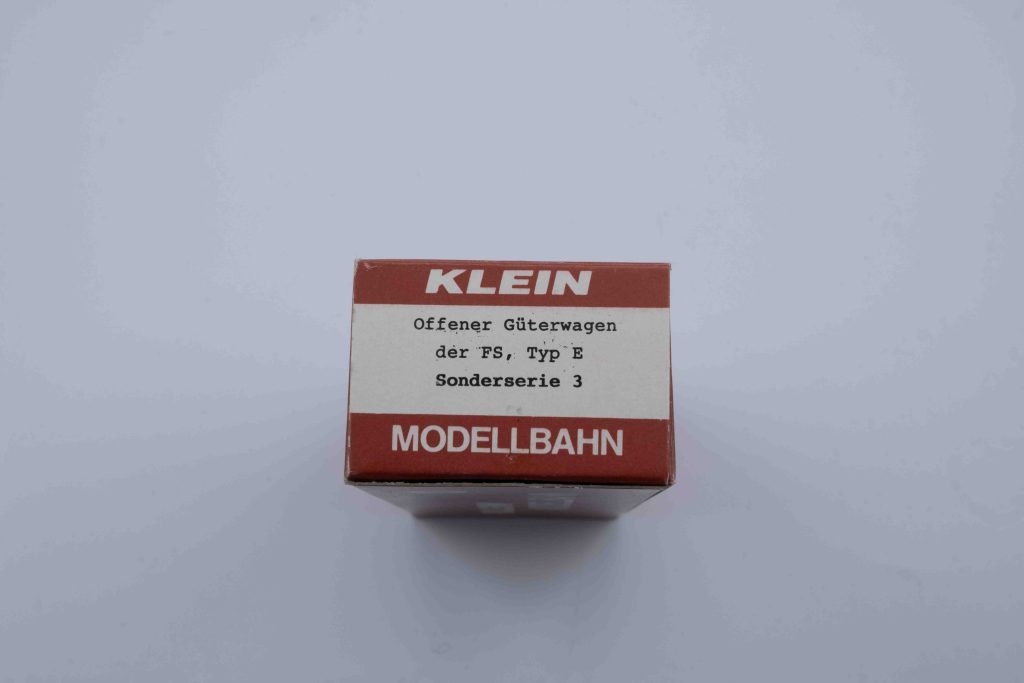 KLEIN
Offener Güterwagen
der FS, Typ E
Sonderserie 3
MODELLBAHN